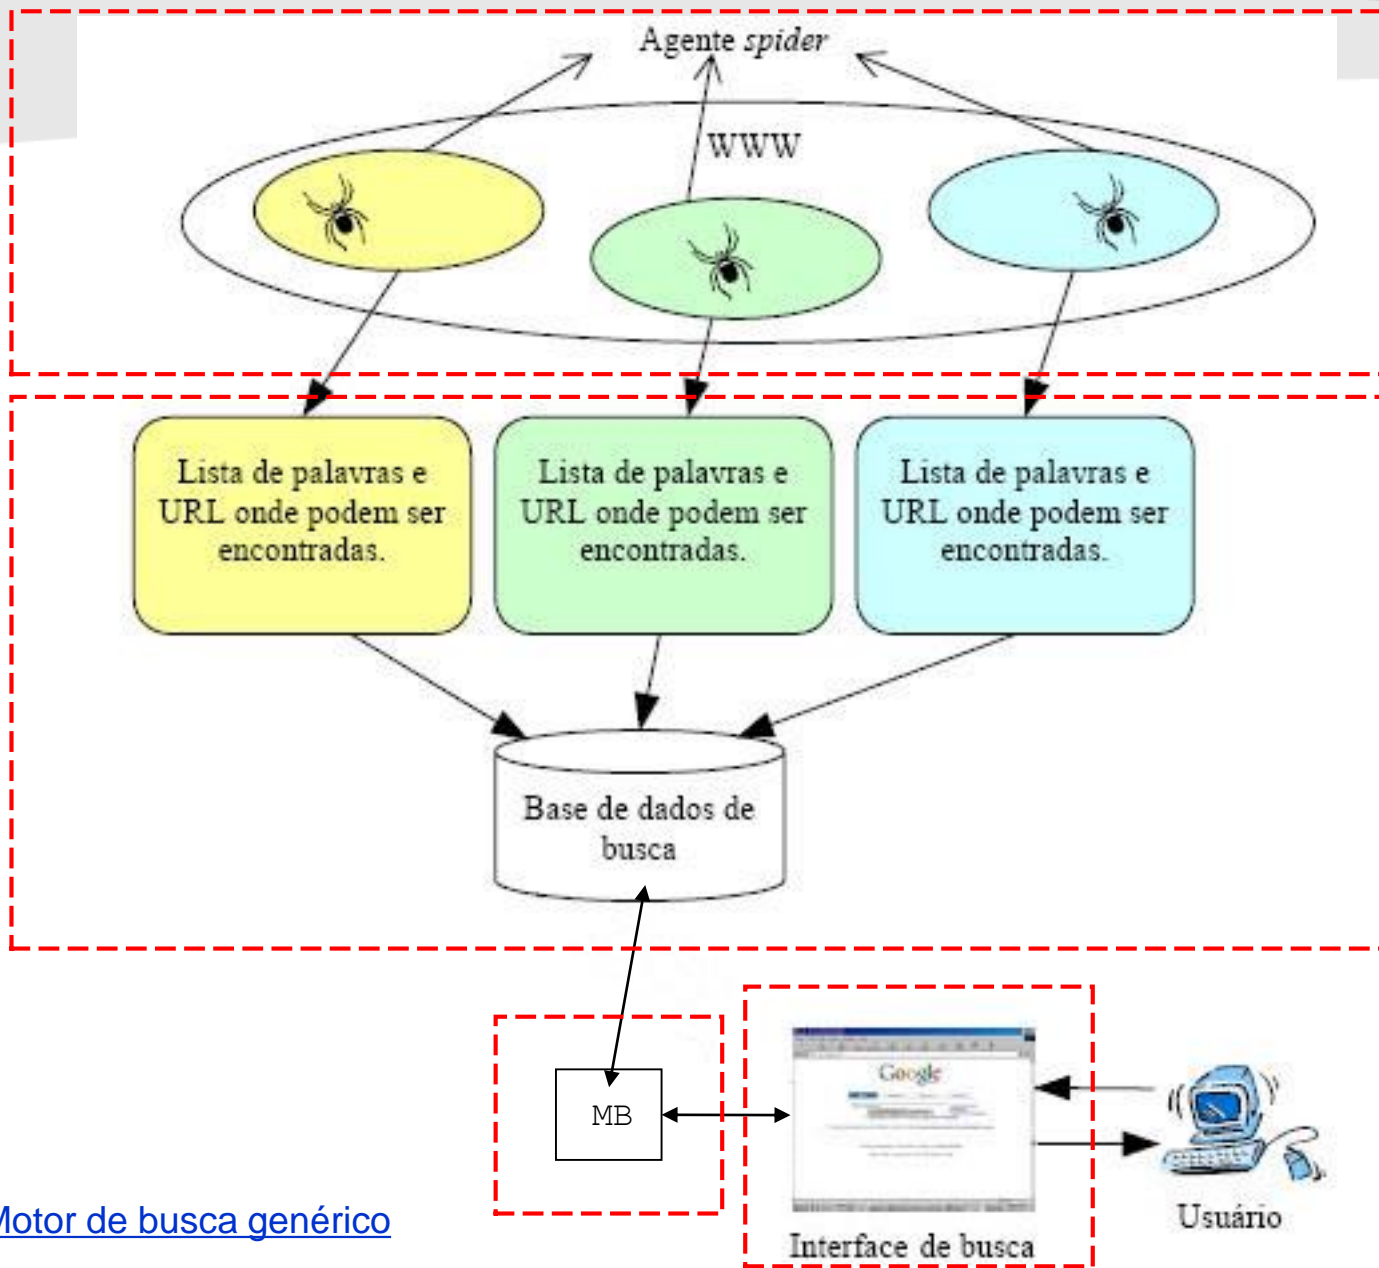 Agente spider
WWW
Lista de palavras e
URL onde podem ser
encontradas.
Lista de palavras e
URL onde podem ser
encontradas.
Lista de palavras e
URL onde podem ser
encontradas.
Base de dados de
busca
MB
Google
Interface de busca
Usuário
Motor de busca genérico